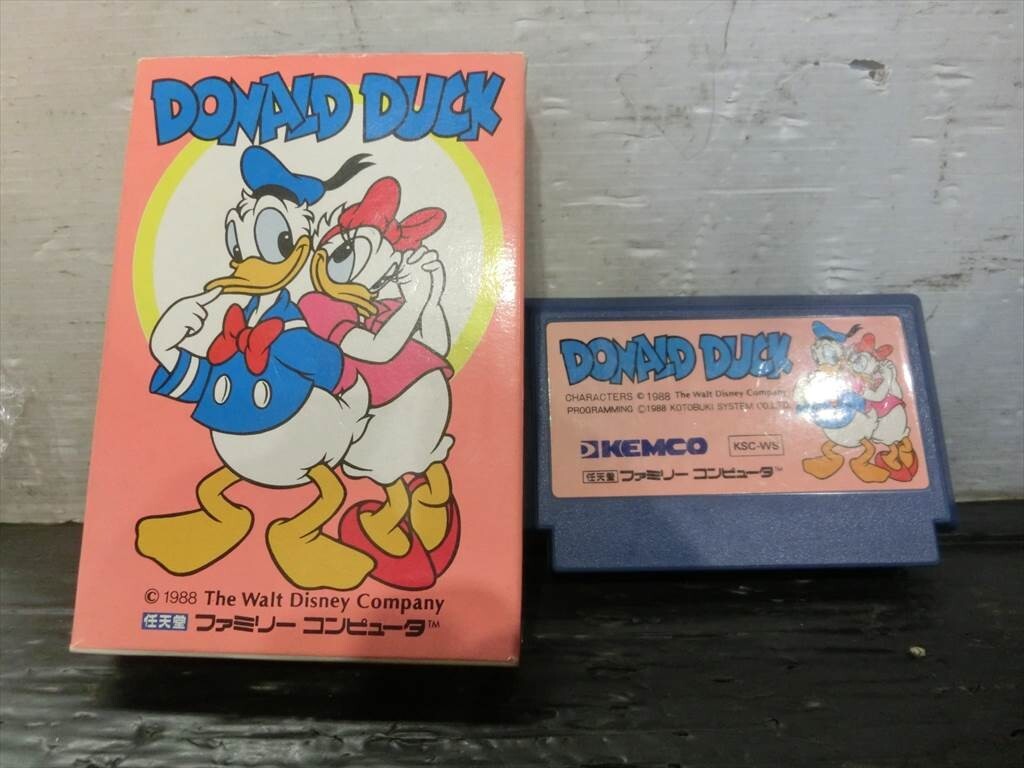 DONALD DUCK
© 1988 The Walt Disney Company
任天堂 ファミリー コンピュータ™
DONALD DUCK
CHARACTERS © 1988 The Walt Disney Company
PROGRAMMING ©1988 KOTOBUKI SYSTEM CO.LTD.
KEMCO
KSC-WS
任天堂 ファミリー コンピュータ™